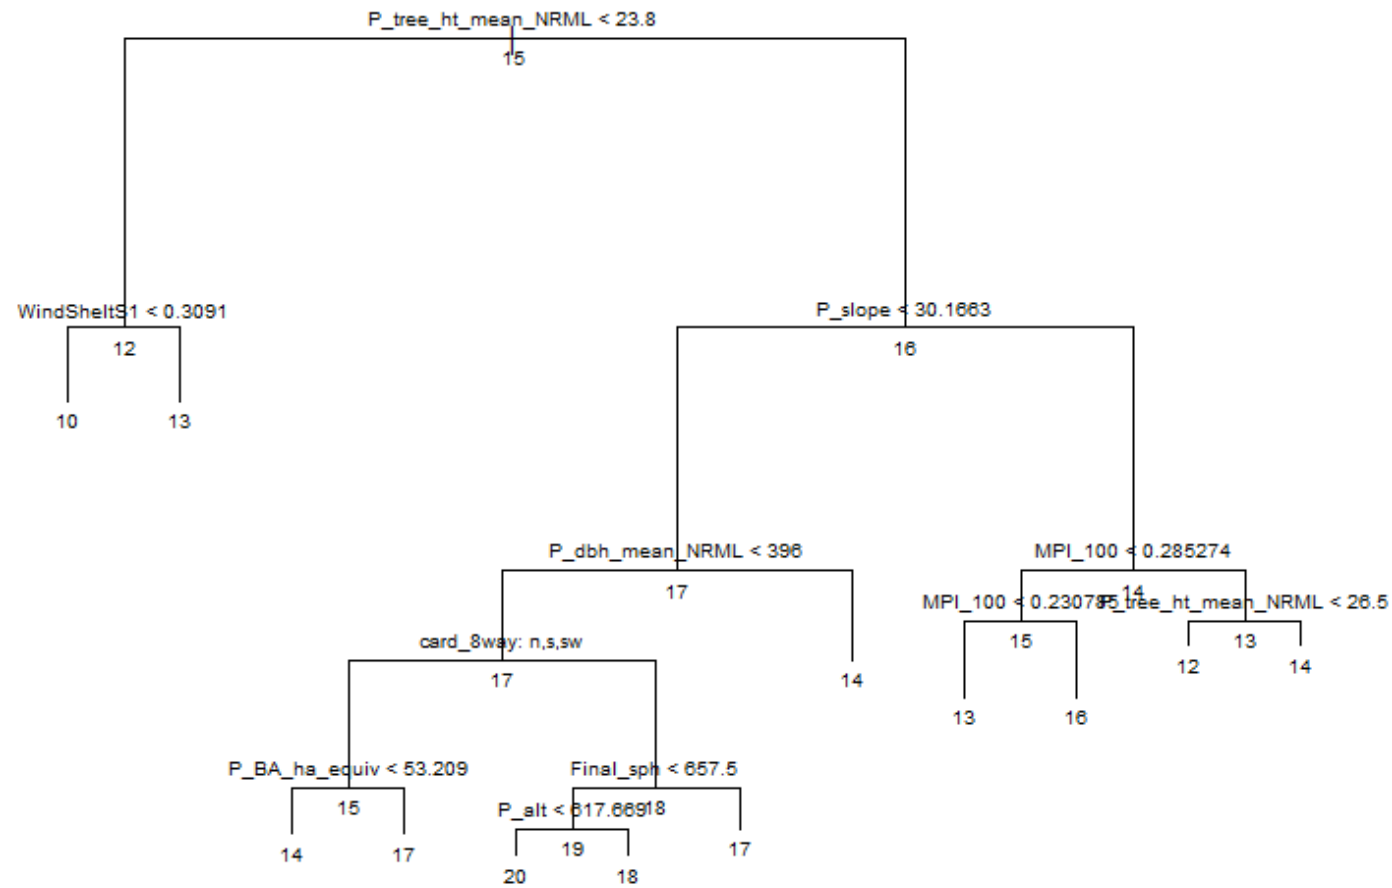 P_tree_ht_mean_NRML < 23.8
15
WindSheltS1 < 0.3091
P_slope < 30.1663
12
16
10
13
P_dbh_mean_NRML < 396
MPI_100 < 0.285274
17
14
MPI_100 < 0.230785
P_tree_ht_mean_NRML < 26.5
card_8way: n,s,sw
15
13
17
14
12
14
13
16
P_BA_ha_equiv < 53.209
Final_sph < 657.5
15
P_alt < 617.669
18
14
17
19
17
20
18